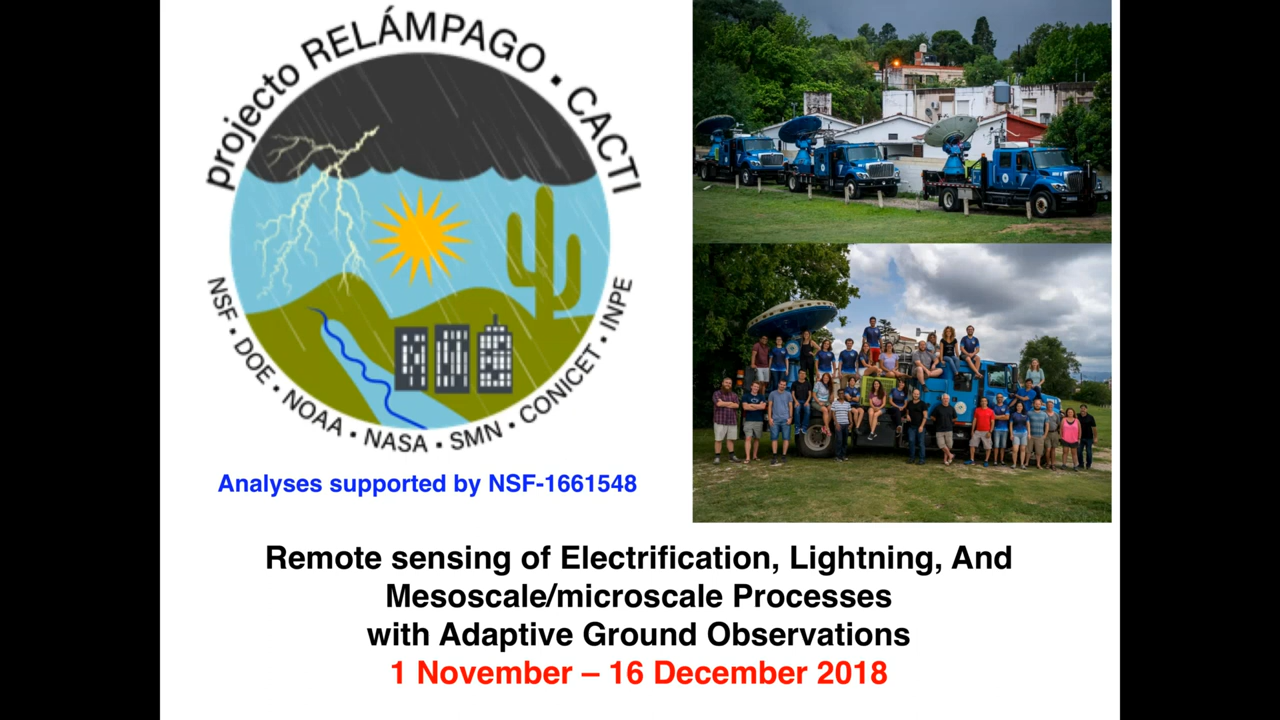 projecto RELÁMPAGO • CACTI
NSF • DOE • NOAA • NASA • SMN • CONICET • INPE
Analyses supported by NSF-1661548
Remote sensing of Electrification, Lightning, And
Mesoscale/microscale Processes
with Adaptive Ground Observations
1 November – 16 December 2018